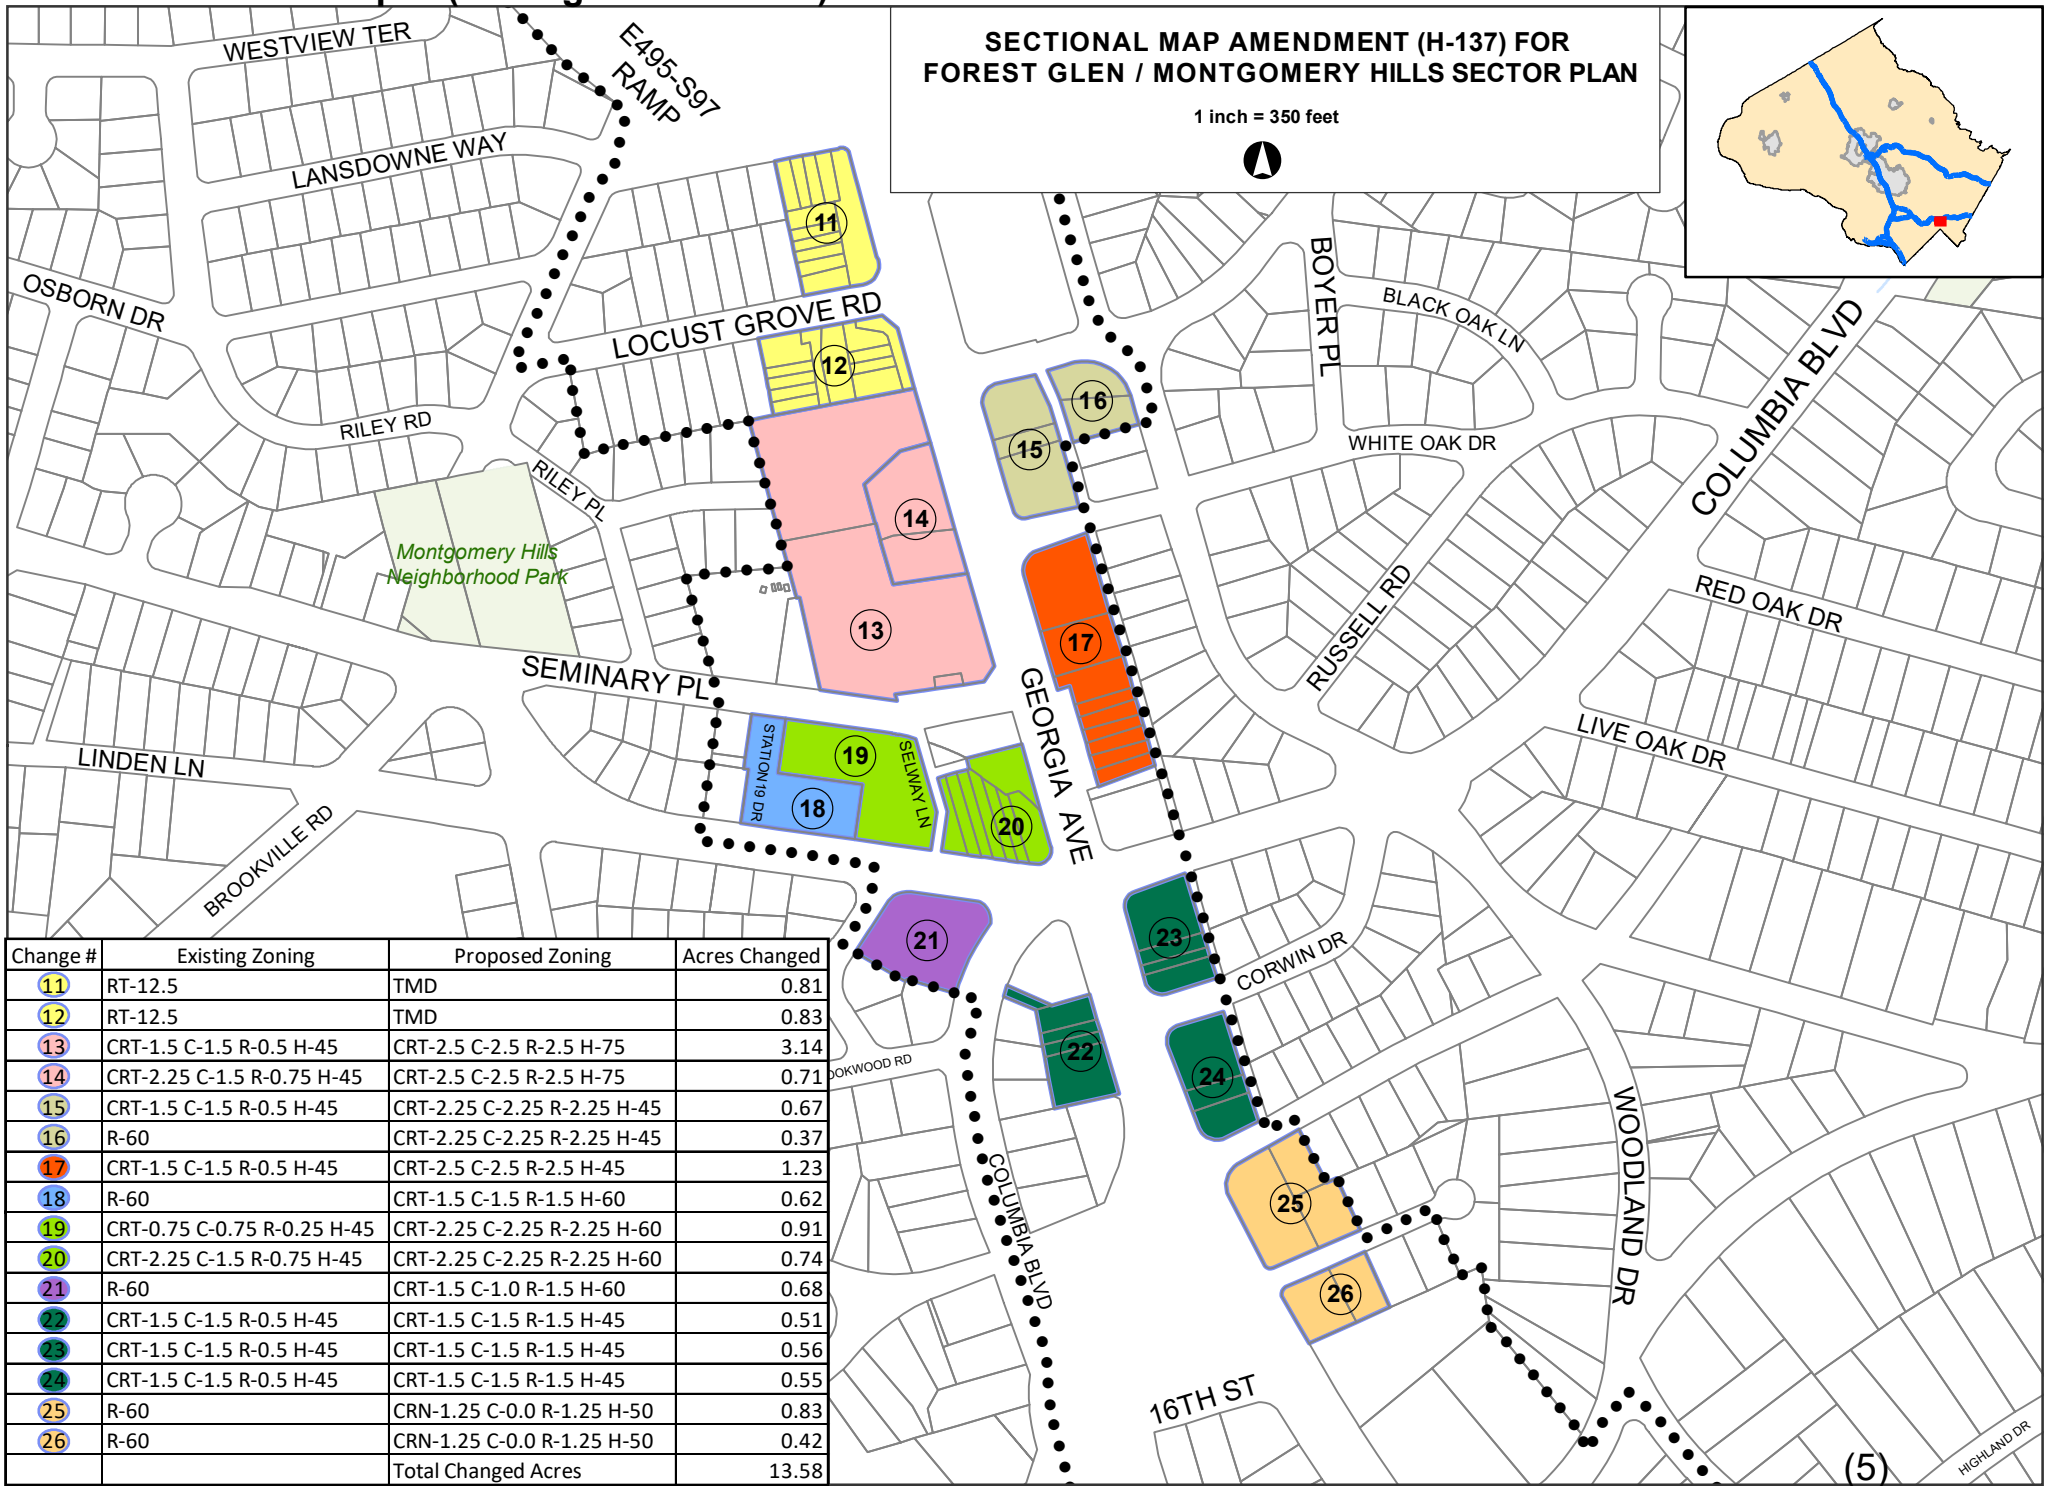 SECTIONAL MAP AMENDMENT (H-137) FOR
FOREST GLEN / MONTGOMERY HILLS SECTOR PLAN
1 inch = 350 feet
WESTVIEW TER
E495-S97
RAMP
LANSDOWNE WAY
OSBORN DR
LOCUST GROVE RD
RILEY RD
RILEY PL
Montgomery Hills
Neighborhood Park
SEMINARY PL
LINDEN LN
BROOKVILLE RD
STATION 19 DR
SELWAY LN
GEORGIA AVE
BOYER PL
BLACK OAK LN
WHITE OAK DR
COLUMBIA BLVD
RUSSELL RD
RED OAK DR
LIVE OAK DR
CORWIN DR
WOODLAND DR
OOKWOOD RD
COLUMBIA BLVD
16TH ST
HIGHLAND DR
(5)
11
12
13
14
15
16
17
18
19
20
21
22
23
24
25
26
Change # Existing Zoning Proposed Zoning Acres Changed
11 RT-12.5 TMD 0.81
12 RT-12.5 TMD 0.83
13 CRT-1.5 C-1.5 R-0.5 H-45 CRT-2.5 C-2.5 R-2.5 H-75 3.14
14 CRT-2.25 C-1.5 R-0.75 H-45 CRT-2.5 C-2.5 R-2.5 H-75 0.71
15 CRT-1.5 C-1.5 R-0.5 H-45 CRT-2.25 C-2.25 R-2.25 H-45 0.67
16 R-60 CRT-2.25 C-2.25 R-2.25 H-45 0.37
17 CRT-1.5 C-1.5 R-0.5 H-45 CRT-2.5 C-2.5 R-2.5 H-45 1.23
18 R-60 CRT-1.5 C-1.5 R-1.5 H-60 0.62
19 CRT-0.75 C-0.75 R-0.25 H-45 CRT-2.25 C-2.25 R-2.25 H-60 0.91
20 CRT-2.25 C-1.5 R-0.75 H-45 CRT-2.25 C-2.25 R-2.25 H-60 0.74
21 R-60 CRT-1.5 C-1.0 R-1.5 H-60 0.68
22 CRT-1.5 C-1.5 R-0.5 H-45 CRT-1.5 C-1.5 R-1.5 H-45 0.51
23 CRT-1.5 C-1.5 R-0.5 H-45 CRT-1.5 C-1.5 R-1.5 H-45 0.56
24 CRT-1.5 C-1.5 R-0.5 H-45 CRT-1.5 C-1.5 R-1.5 H-45 0.55
25 R-60 CRN-1.25 C-0.0 R-1.25 H-50 0.83
26 R-60 CRN-1.25 C-0.0 R-1.25 H-50 0.42
Total Changed Acres 13.58